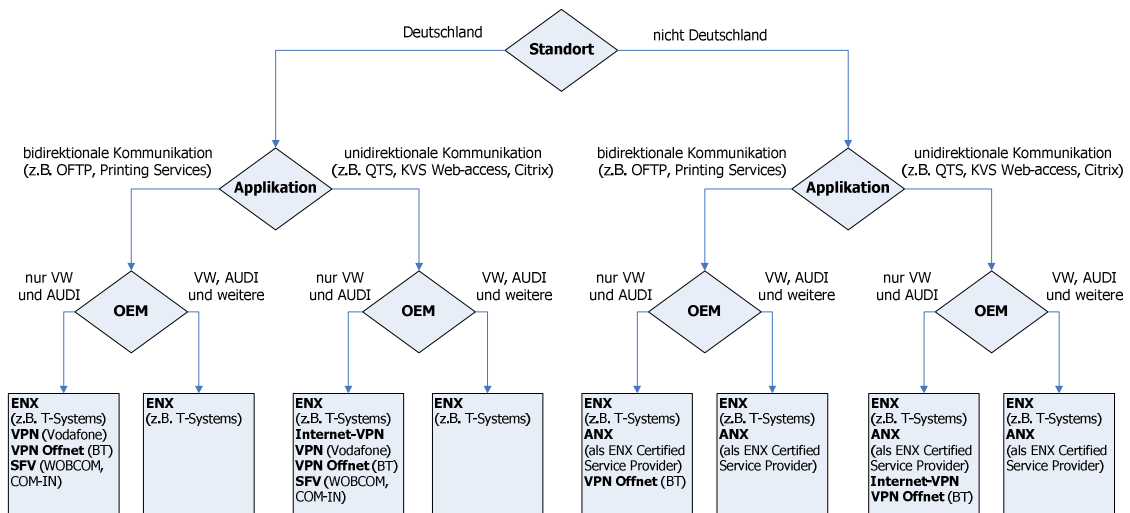 Deutschland
Standort
nicht Deutschland
bidirektionale Kommunikation
(z.B. OFTP, Printing Services)
unidirektionale Kommunikation
(z.B. QTS, KVS Web-access, Citrix)
bidirektionale Kommunikation
(z.B. OFTP, Printing Services)
unidirektionale Kommunikation
(z.B. QTS, KVS Web-access, Citrix)
Applikation
Applikation
nur VW
und AUDI
VW, AUDI
und weitere
nur VW
und AUDI
VW, AUDI
und weitere
nur VW
und AUDI
VW, AUDI
und weitere
nur VW
und AUDI
VW, AUDI
und weitere
OEM
OEM
OEM
OEM
ENX
(z.B. T-Systems)
VPN (Vodafone)
VPN Offnet (BT)
SFV (WOBCOM,
COM-IN)
ENX
(z.B. T-Systems)
ENX
(z.B. T-Systems)
Internet-VPN
VPN (Vodafone)
VPN Offnet (BT)
SFV (WOBCOM,
COM-IN)
ENX
(z.B. T-Systems)
ENX
(z.B. T-Systems)
ANX
(als ENX Certified
Service Provider)
VPN Offnet (BT)
ENX
(z.B. T-Systems)
ANX
(als ENX Certified
Service Provider)
ENX
(z.B. T-Systems)
ANX
(als ENX Certified
Service Provider)
Internet-VPN
VPN Offnet (BT)
ENX
(z.B. T-Systems)
ANX
(als ENX Certified
Service Provider)